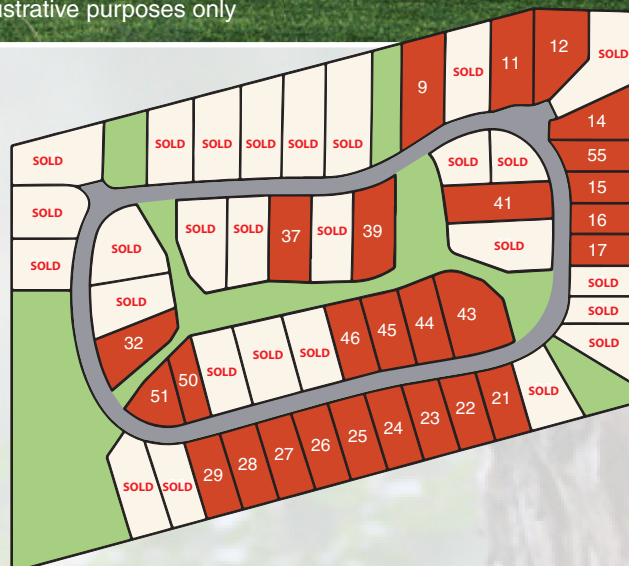 ustrative purposes only
12
SOLD
11
SOLD
9
SOLD
SOLD
SOLD
SOLD
SOLD
SOLD
14
SOLD
SOLD
55
SOLD
41
15
SOLD
SOLD
37
SOLD
39
16
SOLD
SOLD
17
SOLD
SOLD
SOLD
SOLD
SOLD
32
46
45
44
43
SOLD
SOLD
SOLD
SOLD
50
51
29
28
27
26
25
24
23
22
21
SOLD
SOLD
SOLD